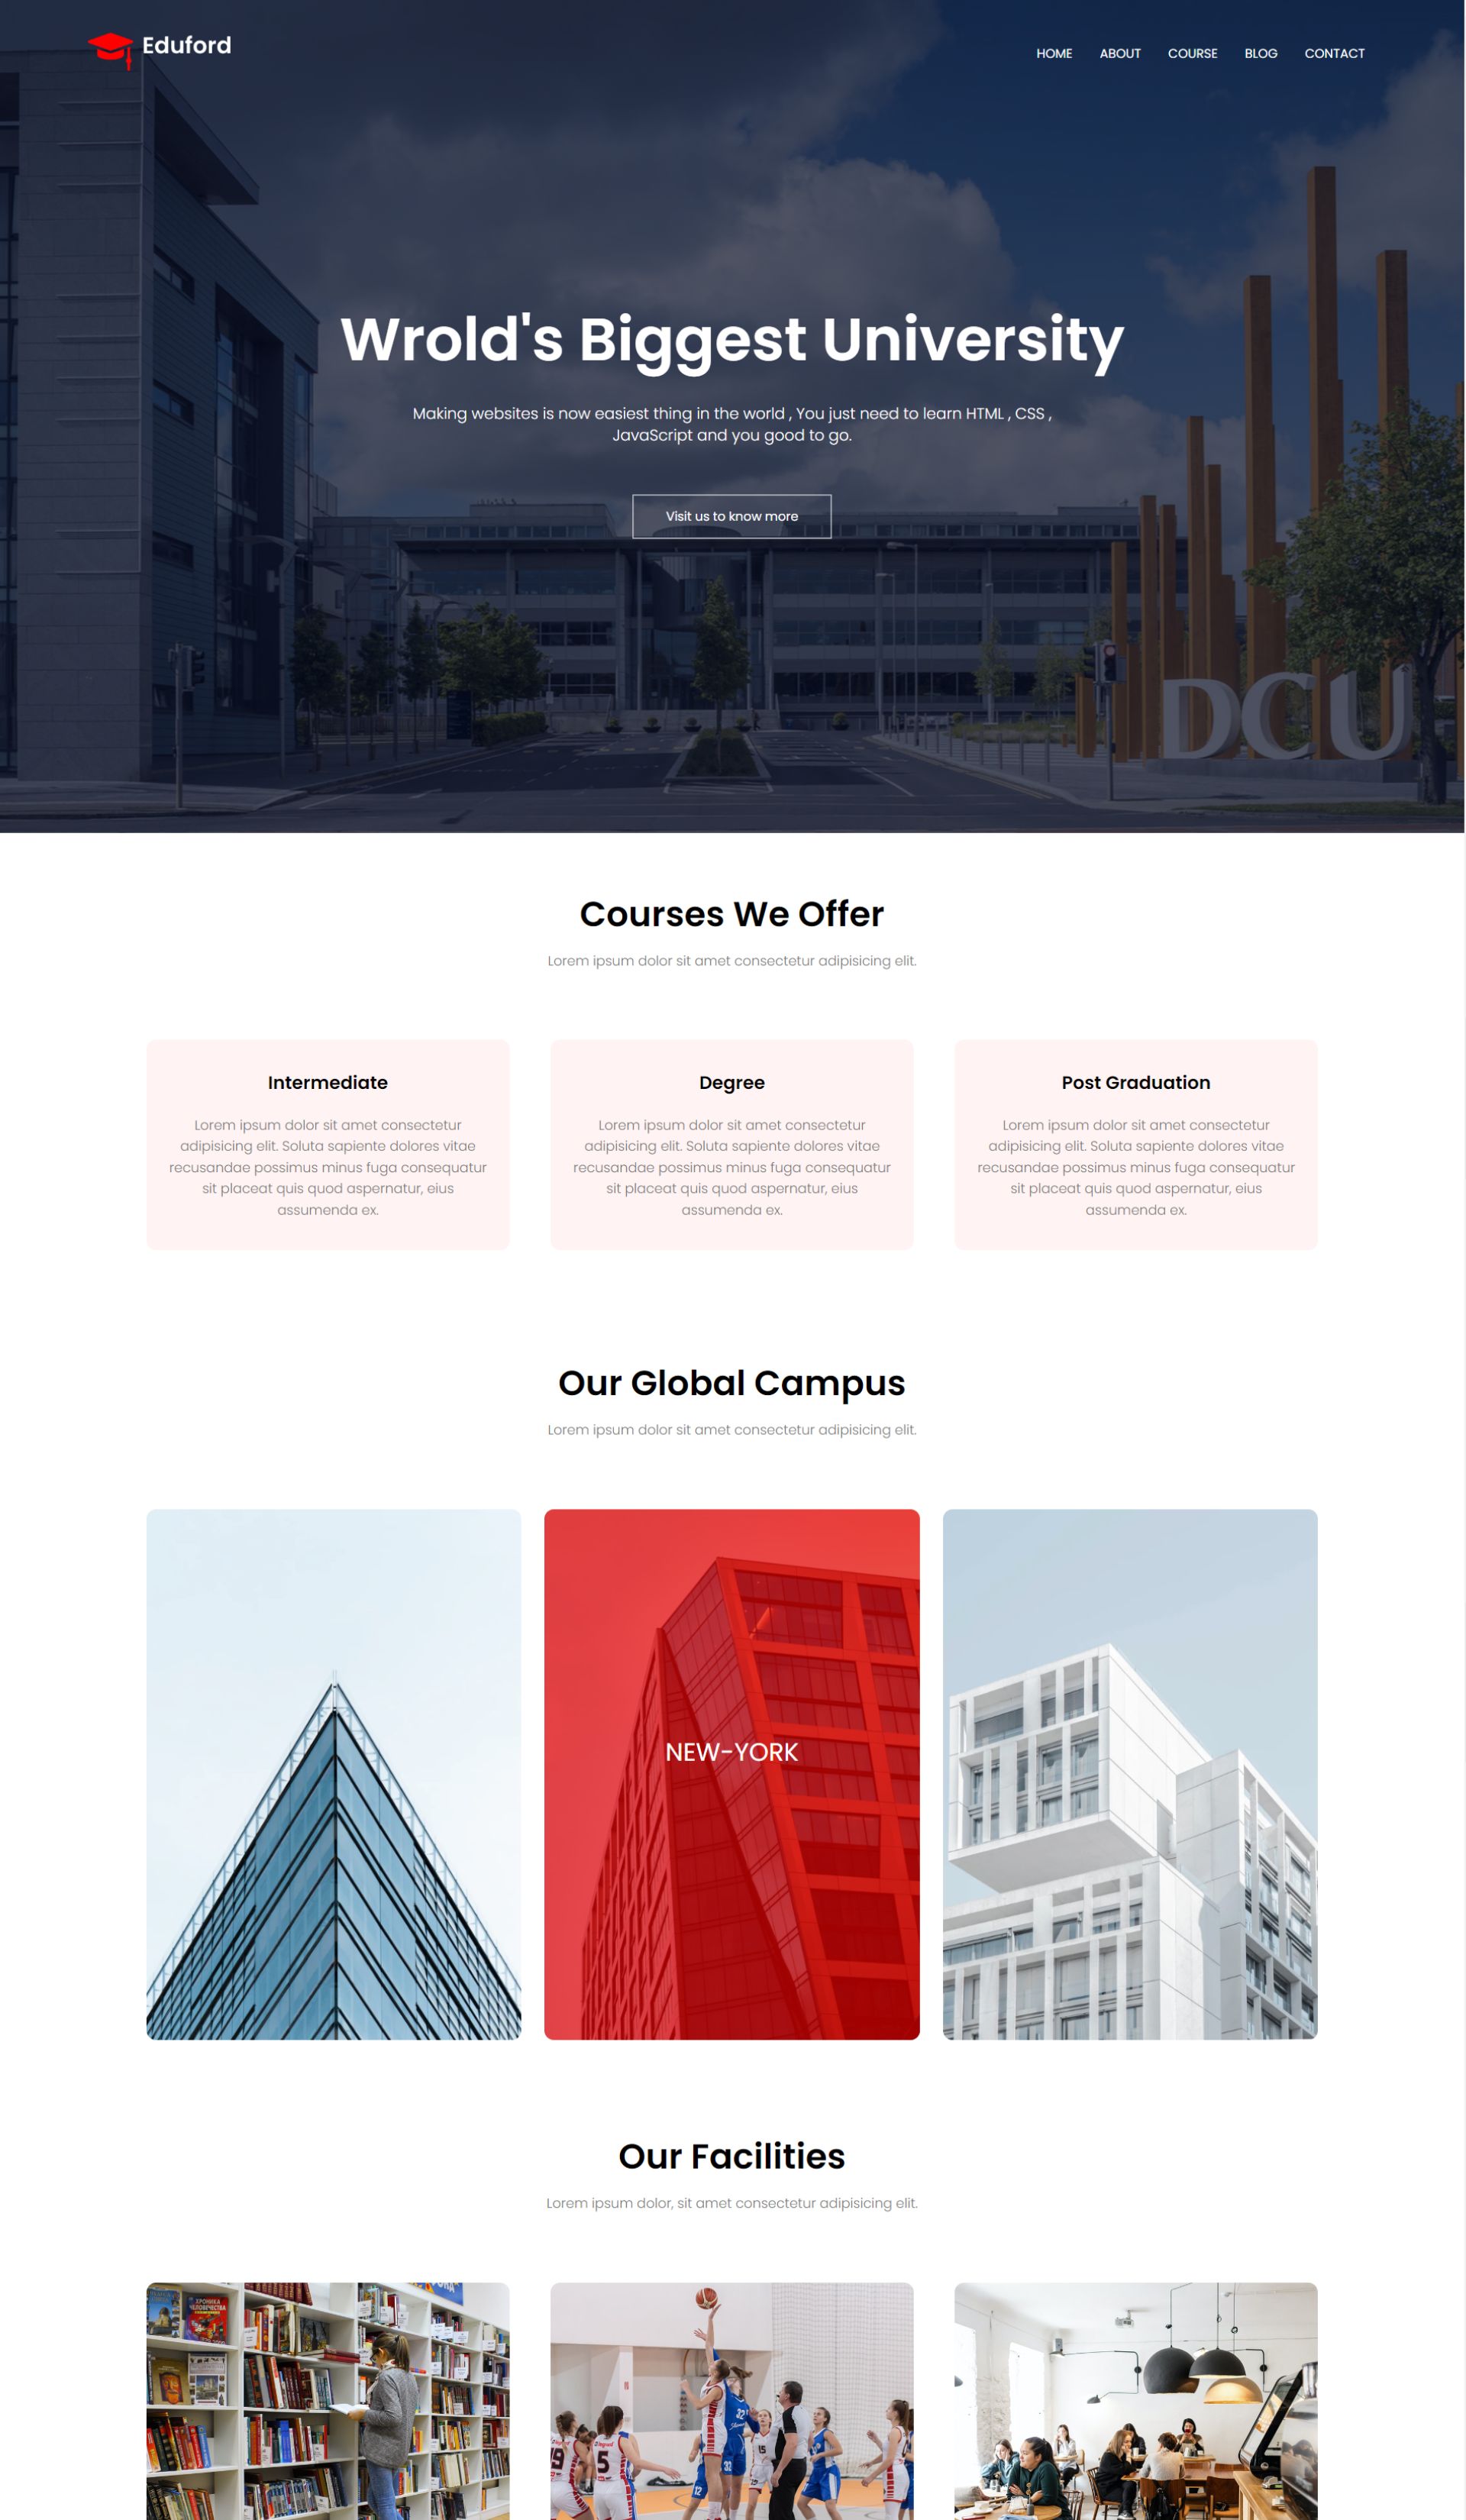 Eduford
HOME ABOUT COURSE BLOG CONTACT
Wrold's Biggest University
Making websites is now easiest thing in the world , You just need to learn HTML , CSS ,
JavaScript and you good to go.
Visit us to know more
DCU
Courses We Offer
Lorem ipsum dolor sit amet consectetur adipisicing elit.
Intermediate
Lorem ipsum dolor sit amet consectetur
adipisicing elit. Soluta sapiente dolores vitae
recusandae possimus minus fuga consequatur
sit placeat quis quod aspernatur, eius
assumenda ex.
Degree
Lorem ipsum dolor sit amet consectetur
adipisicing elit. Soluta sapiente dolores vitae
recusandae possimus minus fuga consequatur
sit placeat quis quod aspernatur, eius
assumenda ex.
Post Graduation
Lorem ipsum dolor sit amet consectetur
adipisicing elit. Soluta sapiente dolores vitae
recusandae possimus minus fuga consequatur
sit placeat quis quod aspernatur, eius
assumenda ex.
Our Global Campus
Lorem ipsum dolor sit amet consectetur adipisicing elit.
NEW-YORK
Our Facilities
Lorem ipsum dolor, sit amet consectetur adipisicing elit.
ХРОНИКА
ЧЕЛОВЕЧЕСТВА
32
5
15
32
12